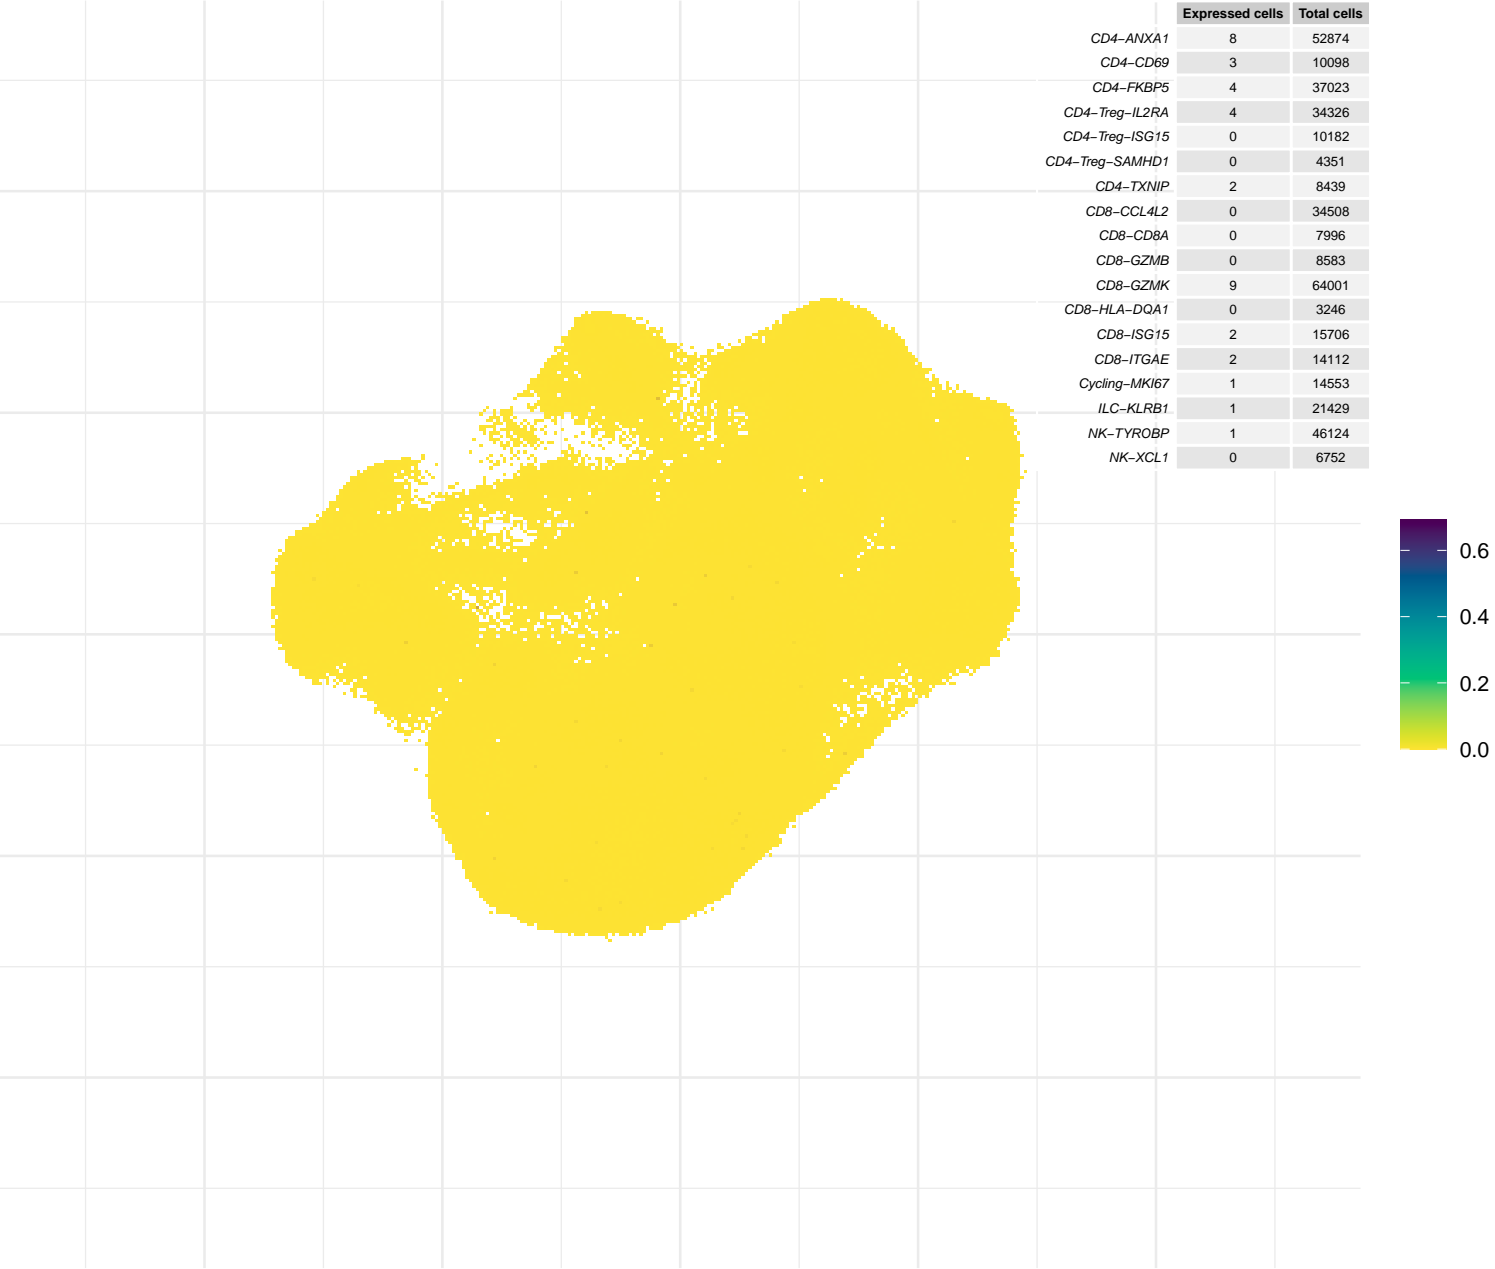 Expressed cells Total cells
CD4−ANXA1 8 52874
CD4−CD69 3 10098
CD4−FKBP5 4 37023
CD4−Treg−IL2RA 4 34326
CD4−Treg−ISG15 0 10182
CD4−Treg−SAMHD1 0 4351
CD4−TXNIP 2 8439
CD8−CCL4L2 0 34508
CD8−CD8A 0 7996
CD8−GZMB 0 8583
CD8−GZMK 9 64001
CD8−HLA−DQA1 0 3246
CD8−ISG15 2 15706
CD8−ITGAE 2 14112
Cycling−MKI67 1 14553
ILC−KLRB1 1 21429
NK−TYROBP 1 46124
NK−XCL1 0 6752
0.6
0.4
0.2
0.0